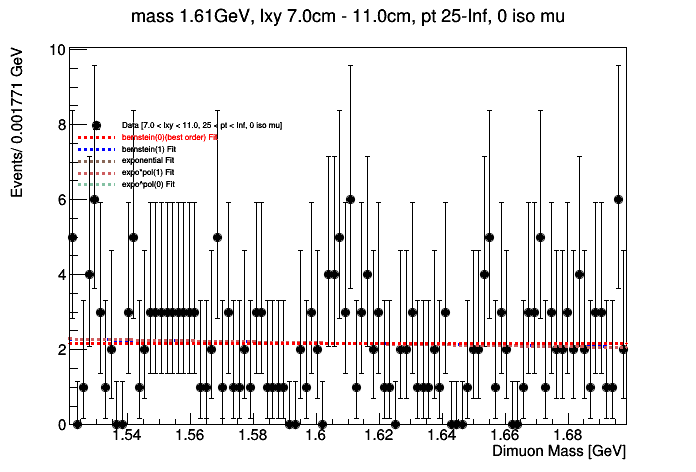 mass 1.61GeV, lxy 7.0cm - 11.0cm, pt 25-Inf, 0 iso mu
Events/ 0.001771 GeV
10
8
6
4
2
0
Data [7.0 < lxy < 11.0, 25 < pt < Inf, 0 iso mu]
bernstein(0)(best order) Fit
bernstein(1) Fit
exponential Fit
expo*pol(1) Fit
expo^pol(0) Fit
1.54 1.56 1.58 1.6 1.62 1.64 1.66 1.68
Dimuon Mass [GeV]